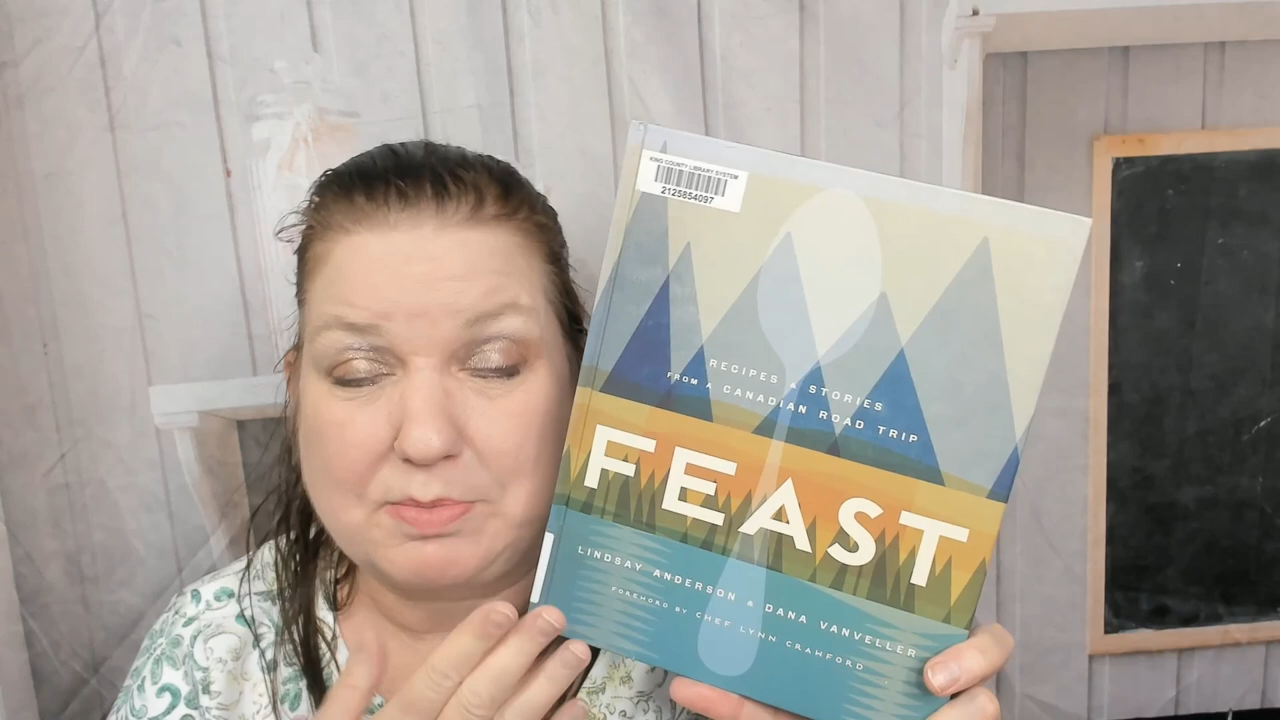 KING COUNTY LIBRARY SYSTEM
2125854097
RECIPES & STORIES
FROM A CANADIAN ROAD TRIP
FEAST
LINDSAY ANDERSON & DANA VANVELLER
FOREWORD BY CHEF LYNN CRAWFORD